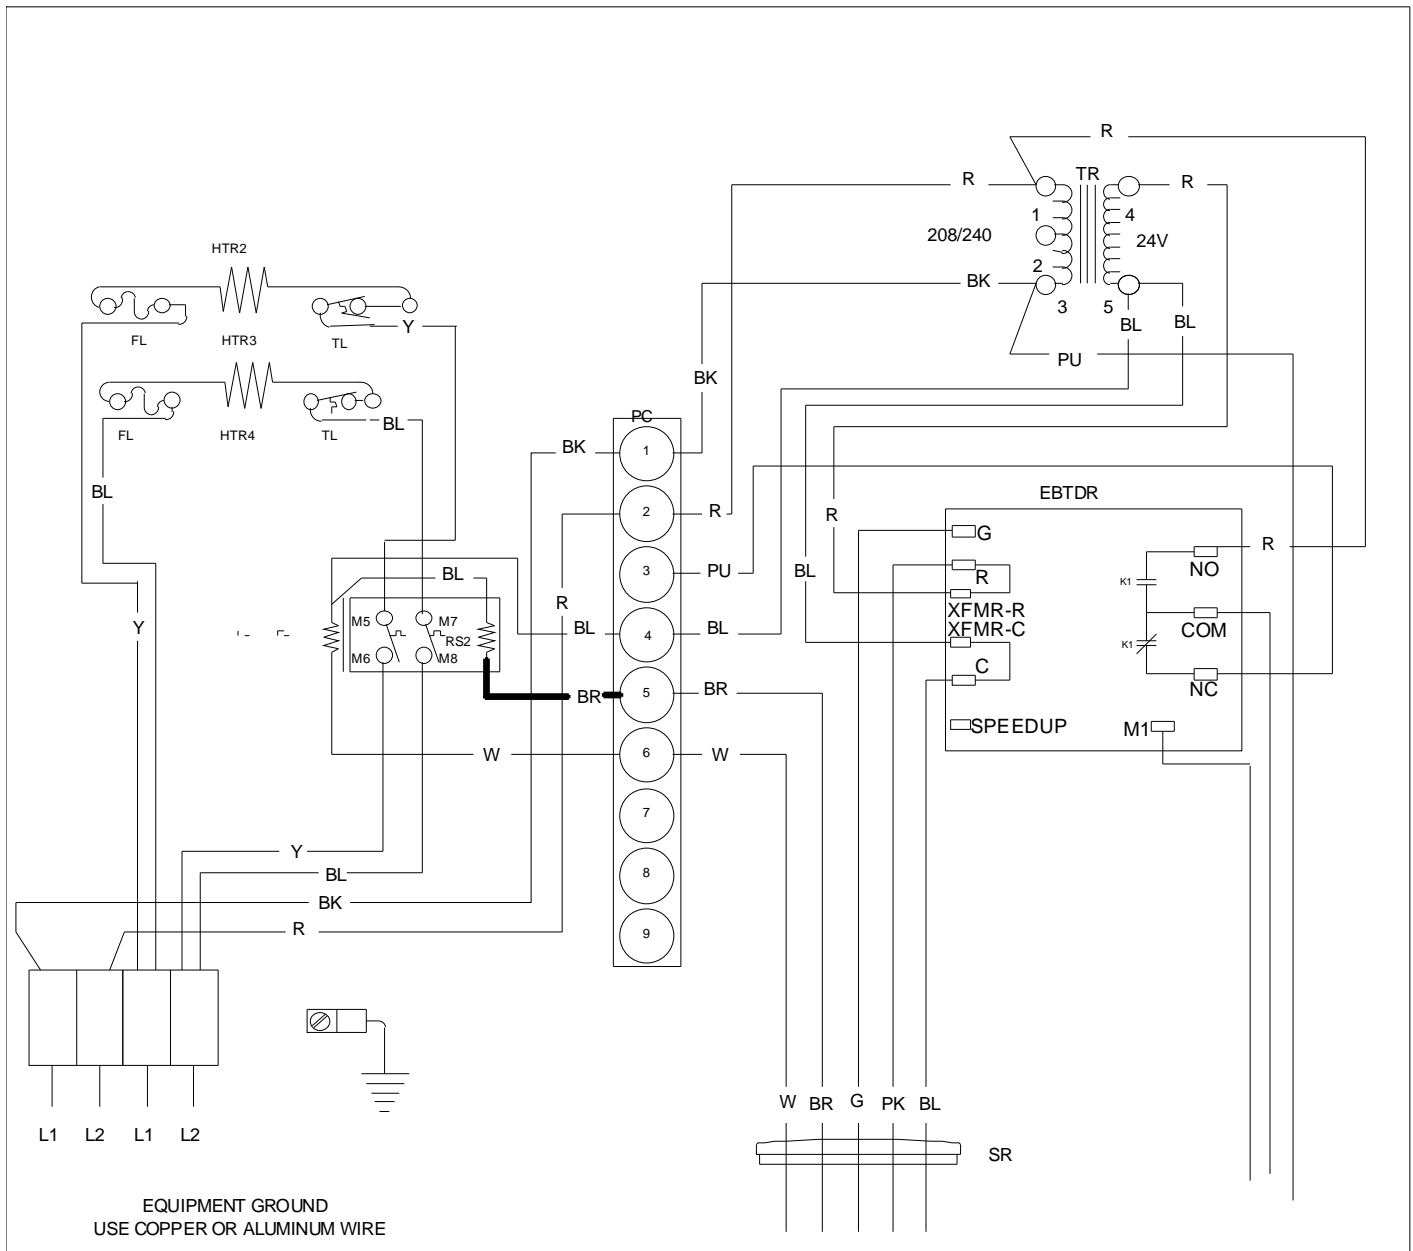 R
R
TR
R
1
4
208/240
24V
HTR2
2
BK
3
5
BL
BL
Y
FL
HTR3
TL
PU
BK
PC
BL
FL
HTR4
TL
BK
1
BL
EBTDR
2
R
R
G
R
NO
3
PU
BL
BL
R
K1
R
XFMR-R
XFMR-C
COM
Y
M5
M7
RS2
M6
M8
BL
4
BL
K1
C
NC
BR
5
BR
SPEEDUP
M1
W
6
W
7
Y
BL
8
BK
R
9
W
BR
G
PK
BL
L1
L2
L1
L2
SR
EQUIPMENT GROUND
USE COPPER OR ALUMINUM WIRE